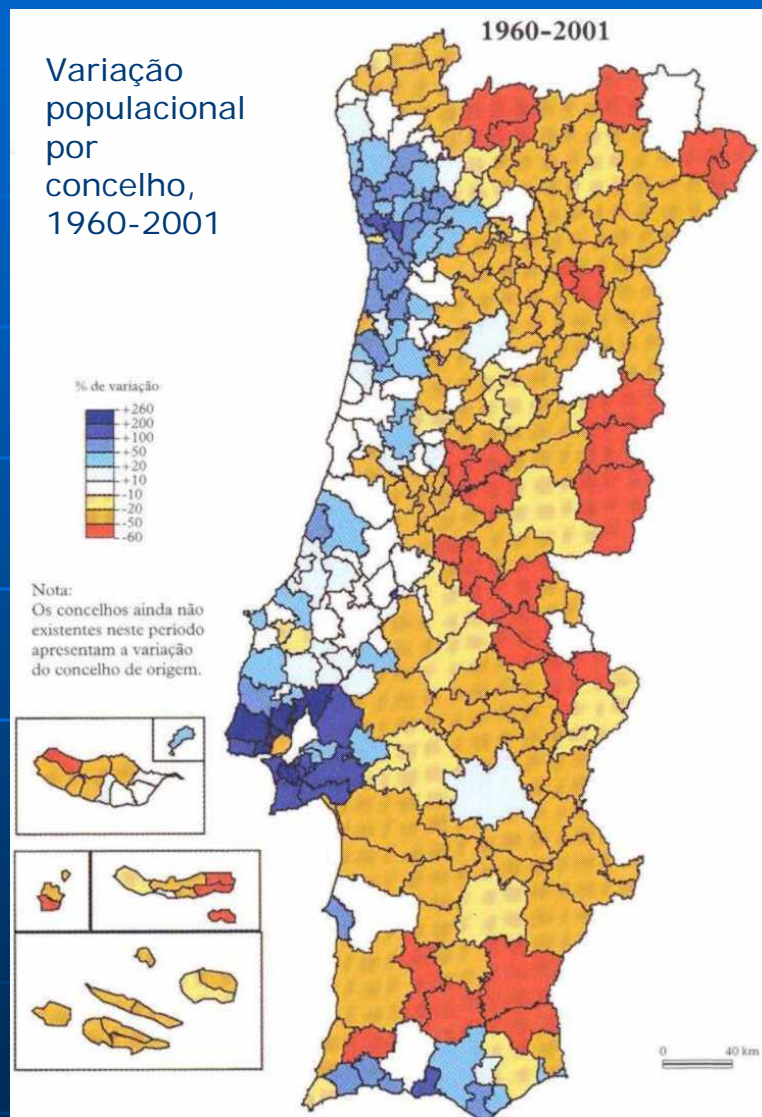 1960-2001
Variação
populacional
por
concelho,
1960-2001
% de variação
+260
+200
+100
+50
+20
+10
-10
-20
-50
-60
Nota:
Os concelhos ainda não
existentes neste período
apresentam a variação
do concelho de origem.
0 40 km